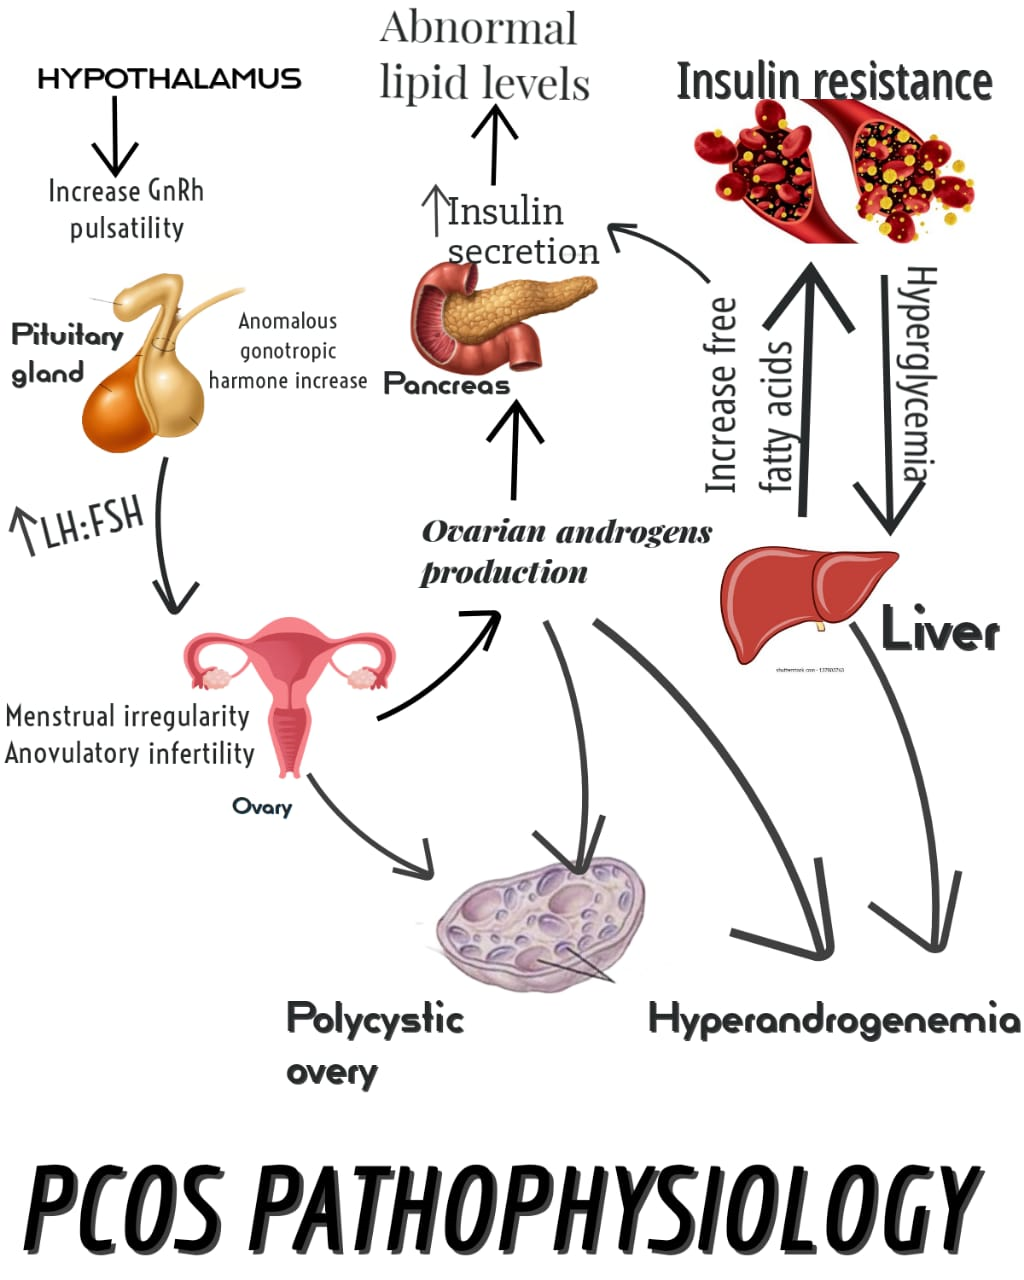 Abnormal
lipid levels
HYPOTHALAMUS
Insulin resistance
Increase GnRh
pulsatility
Insulin
secretion
Pituitary
gland
Anomalous
gonotropic
harmone increase
Pancreas
Increase free
fatty acids
Hyperglycemia
LH:FSH
Ovarian androgens
production
Liver
Menstrual irregularity
Anovulatory infertility
Ovary
Polycystic
overy
Hyperandrogenemia
PCOS PATHOPHYSIOLOGY